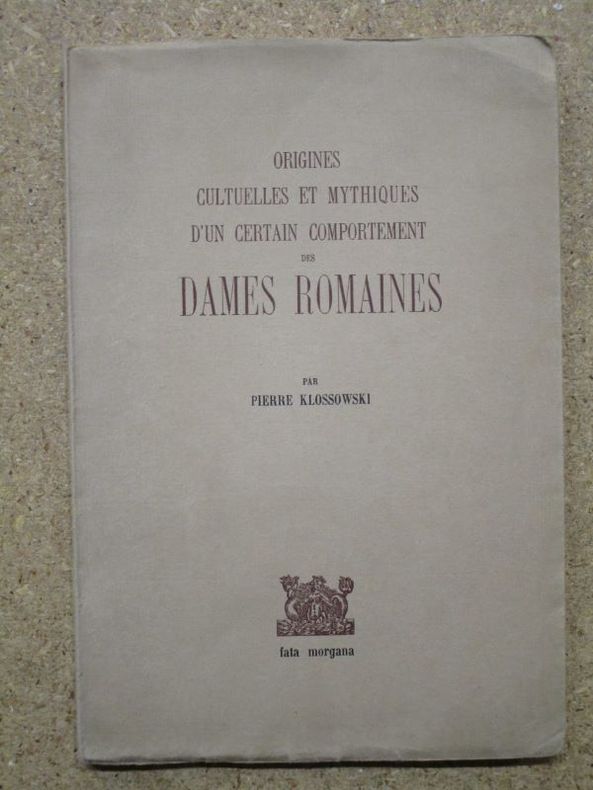 ORIGINES
CULTUELLES ET MYTHIQUES
D'UN CERTAIN COMPORTEMENT
DES
DAMES ROMAINES
PAR
PIERRE KLOSSOWSKI
fata morgana